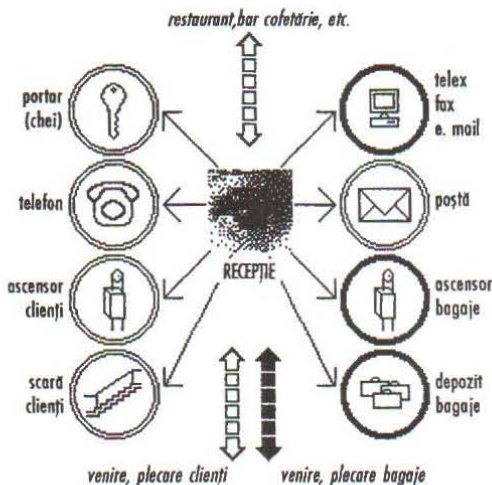 restaurant,bar cofetărie, etc.
portar
(chei)
telex
fax
e. mail
telefon
poștă
RECEPȚIE
ascensor
clienți
ascensor
bagaje
scară
clienți
depozit
bagaje
venire, plecare clienți
venire, plecare bagaje